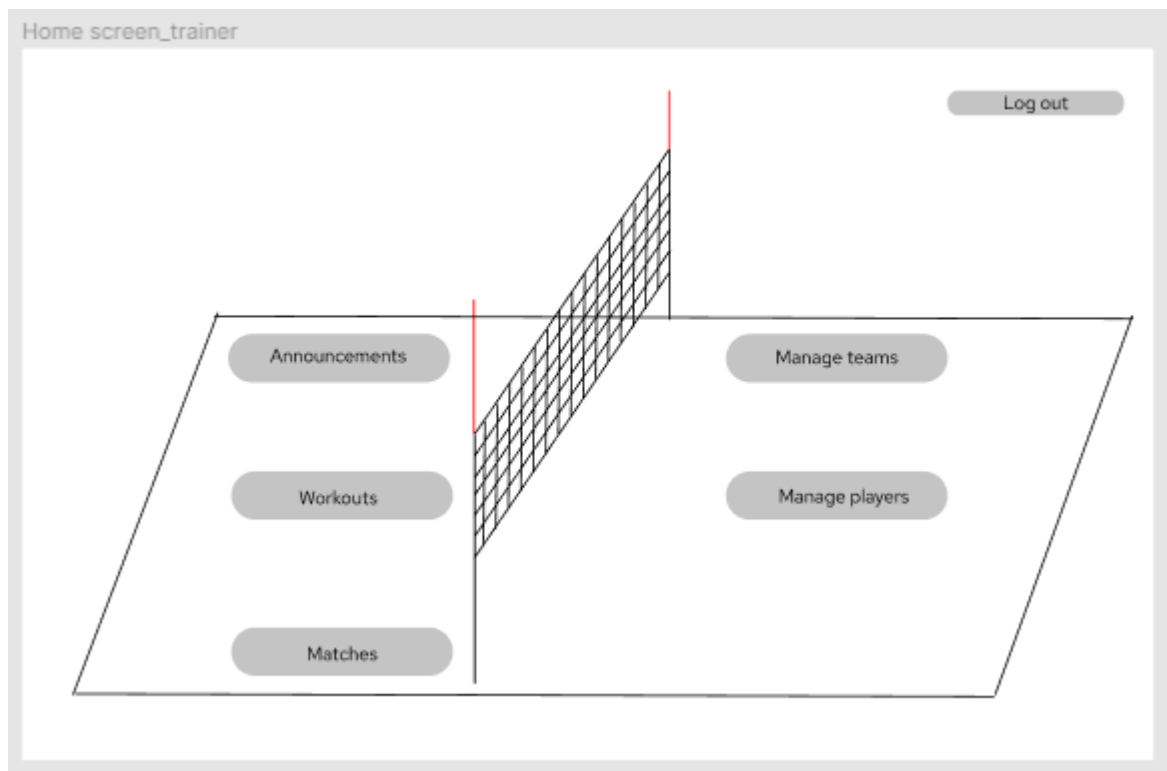 Home screen_trainer
Log out
Announcements
Manage teams
Workouts
Manage players
Matches